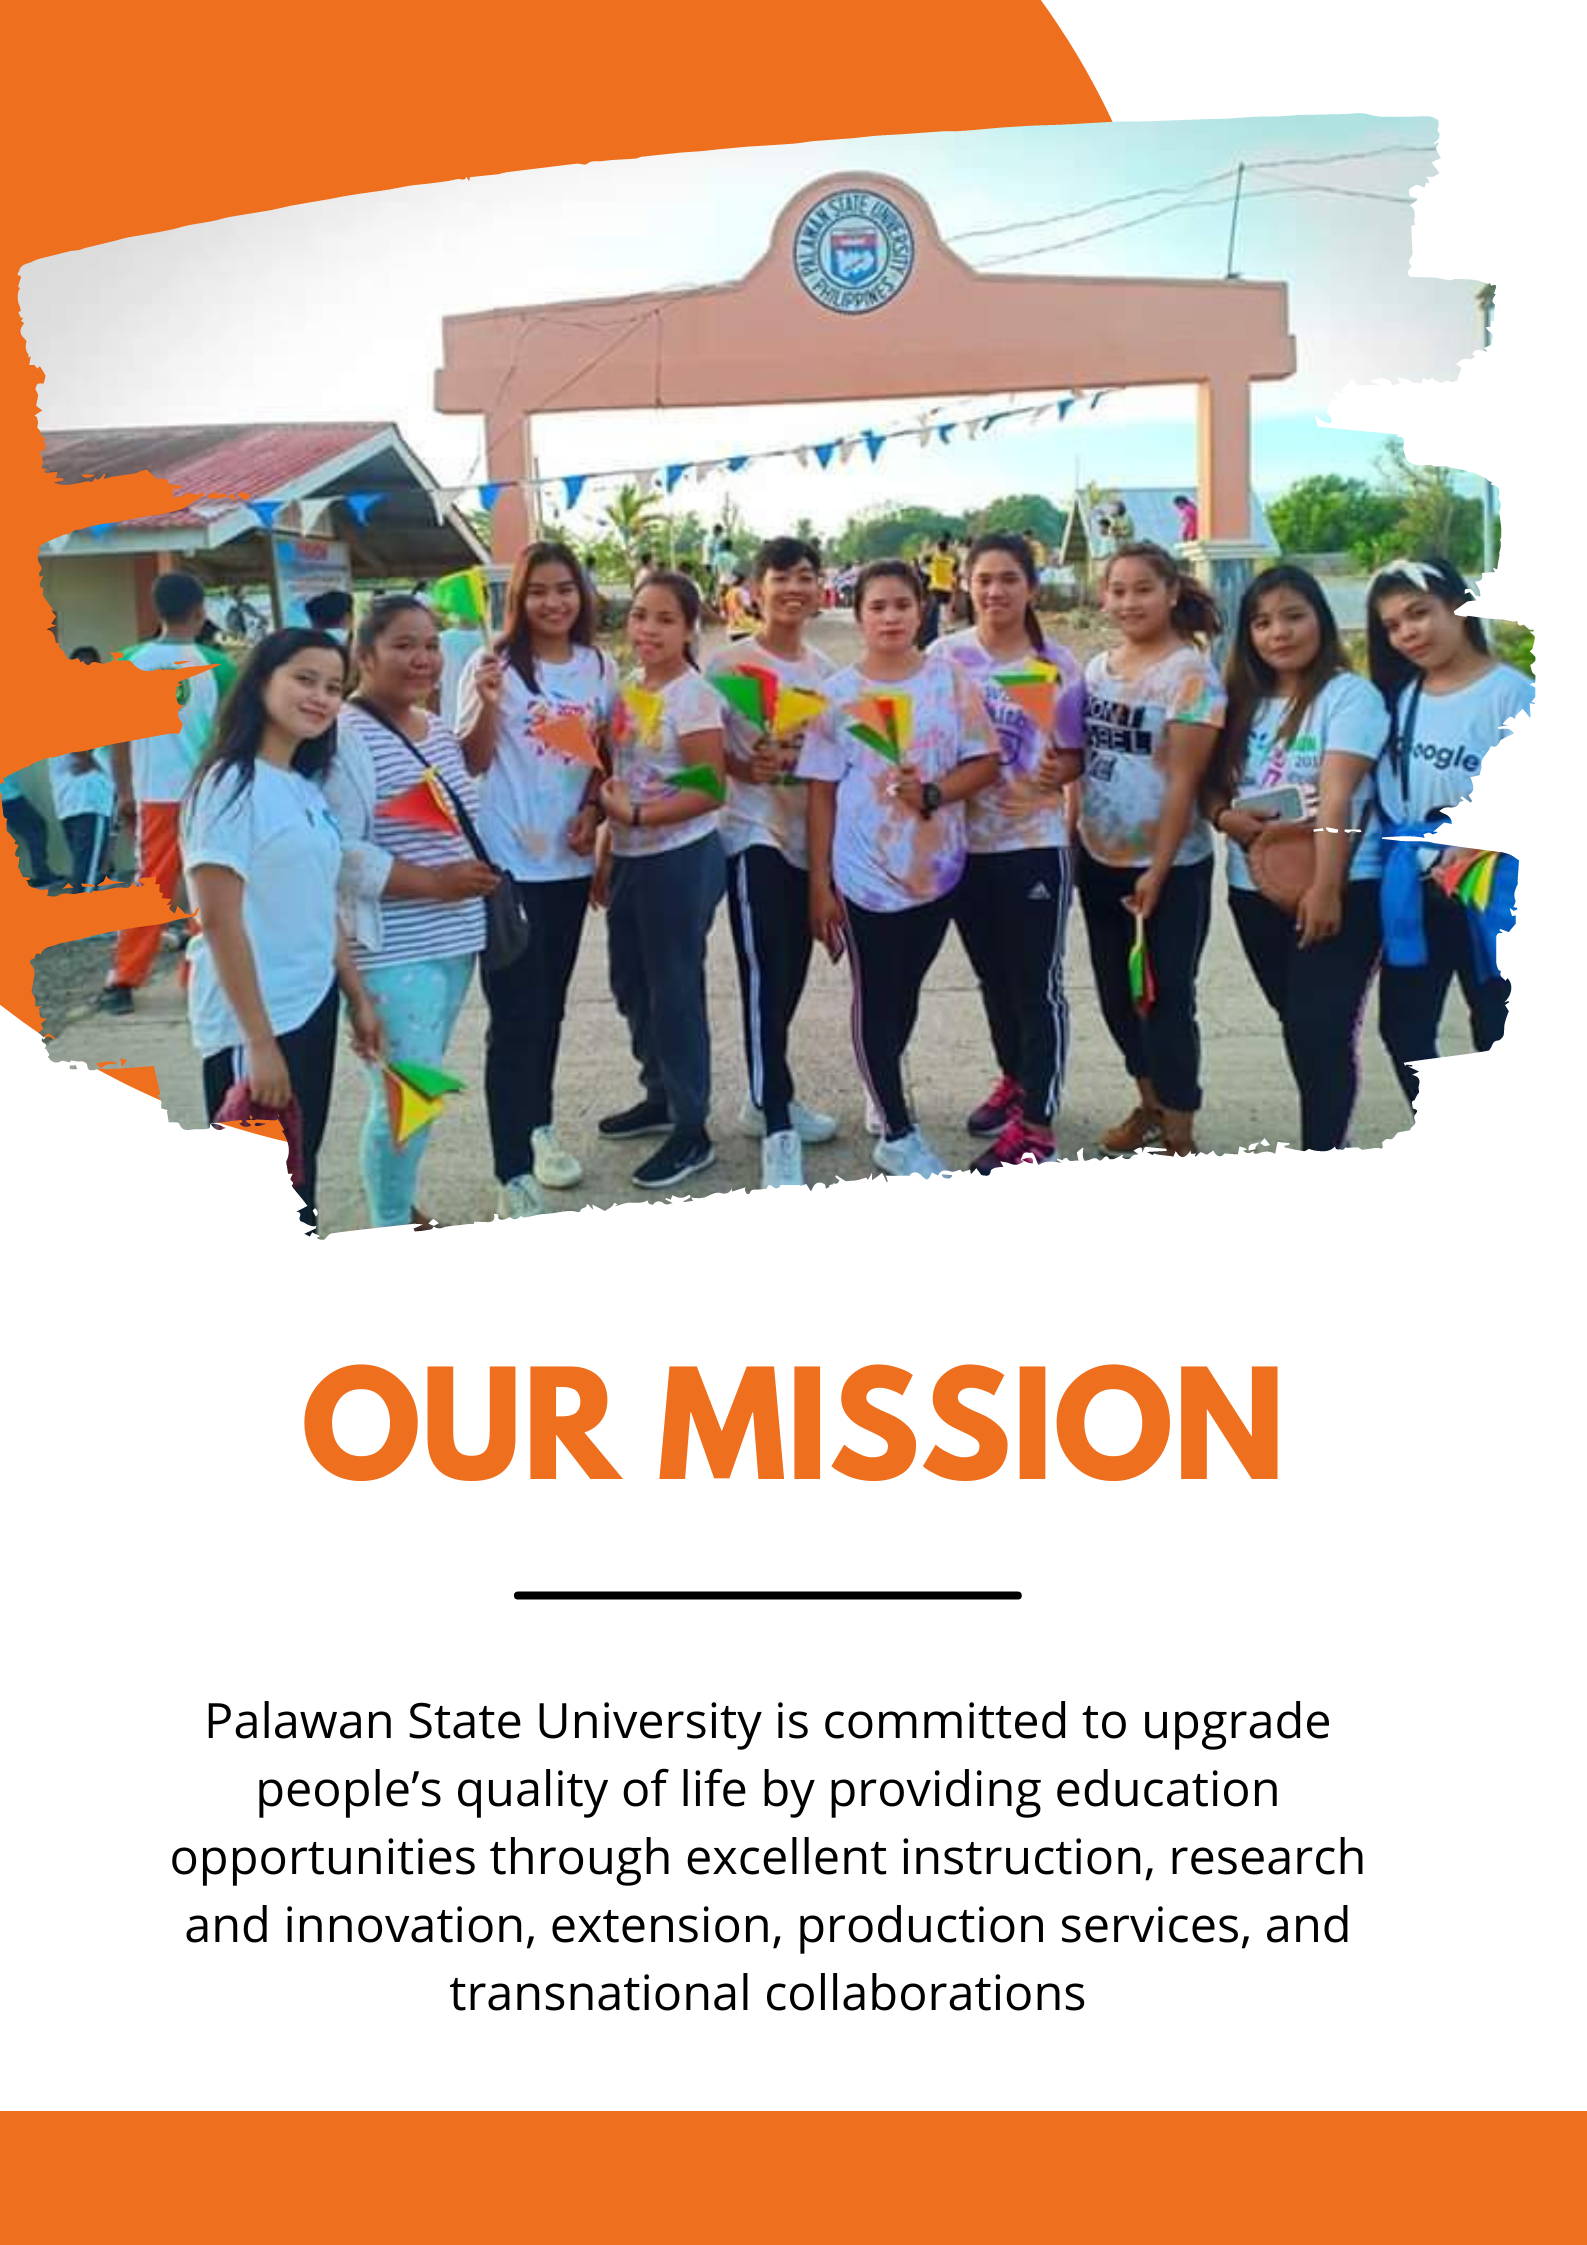 PALAWAN STATE UNIVERSITY
PHILIPPINES
oogle
OUR MISSION
Palawan State University is committed to upgrade
people’s quality of life by providing education
opportunities through excellent instruction, research
and innovation, extension, production services, and
transnational collaborations